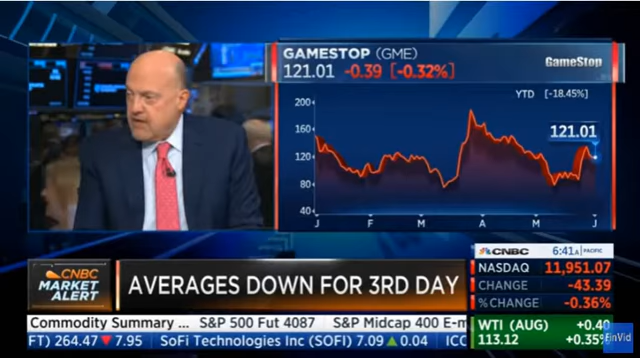 GAMESTOP (GME)
121.01 -0.39 [-0.32%]
GameStop
YTD [-18.45%]
200
160
120
80
40
121.01
J F M A M J
CNBC
MARKET
ALERT
AVERAGES DOWN FOR 3RD DAY
CNBC 6:41A PACIFIC
NASDAQ 11,951.07
CHANGE -43.39
% CHANGE -0.36%
WTI (AUG) +0.40
113.12 +0.35%
Commodity Summary ... S&P 500 Fut 4087 S&P Midcap 400 E-m
FT) 264.47 ▼ 7.95 SoFi Technologies Inc (SOFI) 7.09 ▲ 0.04 ICC
FinVid